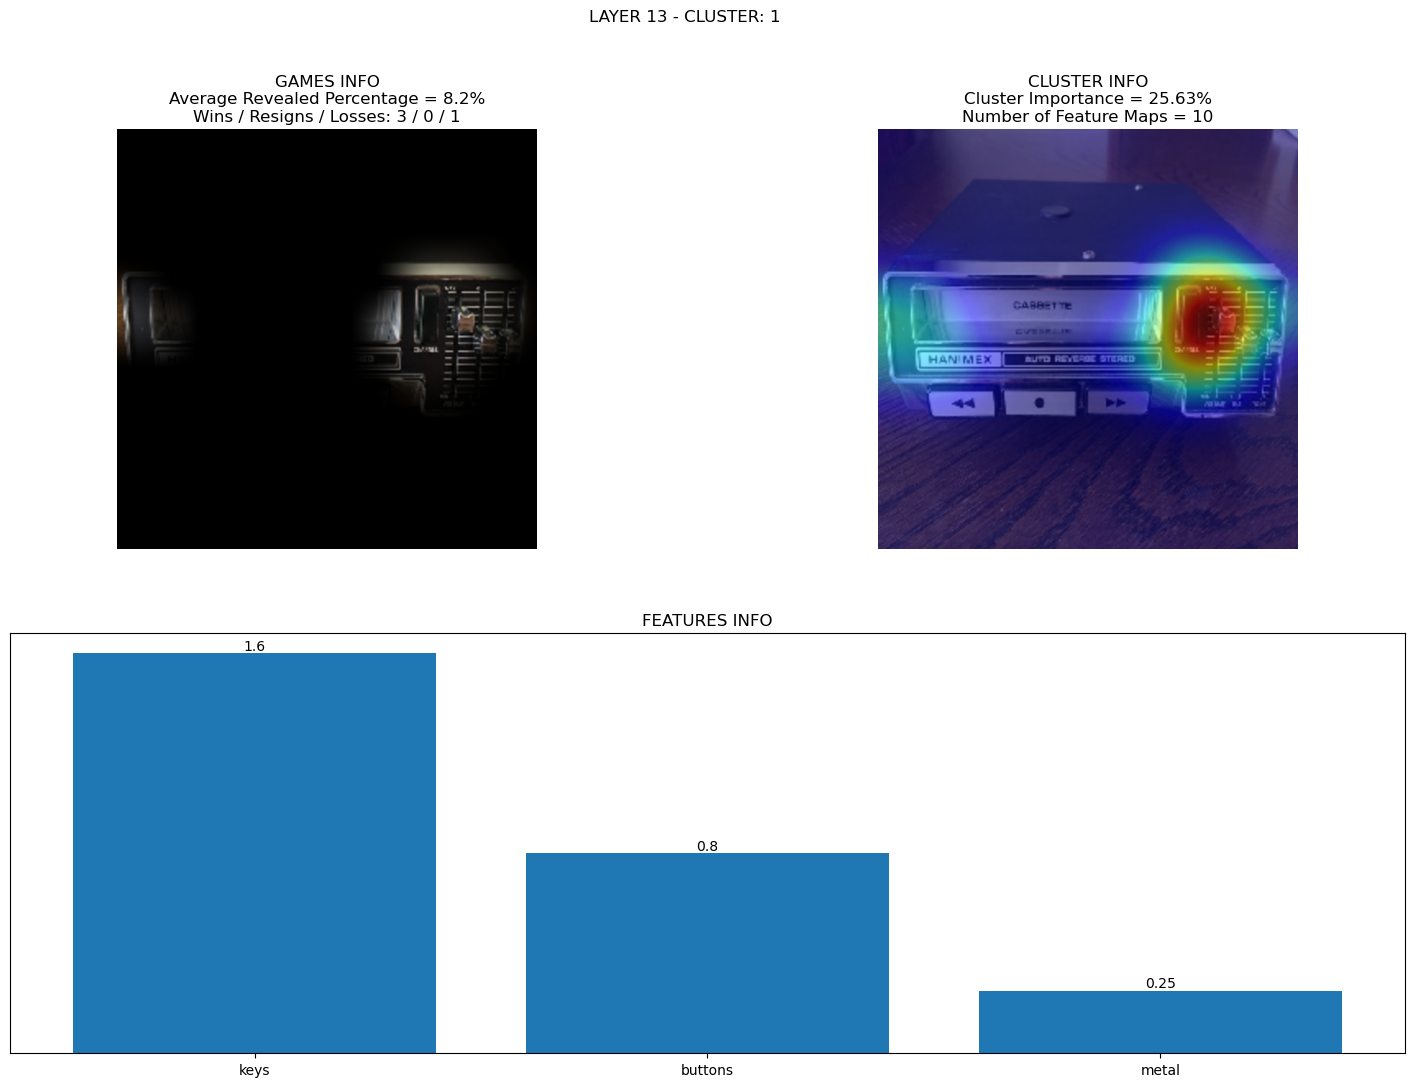 LAYER 13 - CLUSTER: 1
GAMES INFO
Average Revealed Percentage = 8.2%
Wins / Resigns / Losses: 3 / 0 / 1
CLUSTER INFO
Cluster Importance = 25.63%
Number of Feature Maps = 10
CASSETTE
HANIMEX
AUTO REVERSE STEREO
FEATURES INFO
1.6
0.8
0.25
keys
buttons
metal